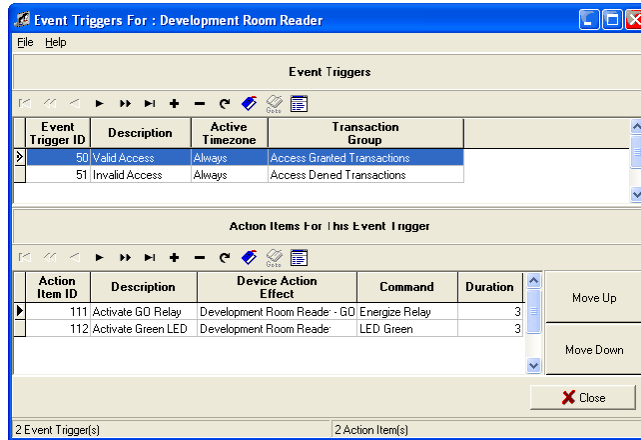 Event Triggers For : Development Room Reader
File Help
Event Triggers
Goto
Event Trigger ID Description Active Timezone Transaction Group
50 Valid Access Always Access Granted Transactions
51 Invalid Access Always Access Denied Transactions
Action Items For This Event Trigger
Goto
Action Item ID Description Device Action Effect Command Duration
111 Activate GO Relay Development Room Reader - GO Energize Relay 3
112 Activate Green LED Development Room Reader LED Green 3
Move Up
Move Down
Close
2 Event Trigger(s) 2 Action Item(s)